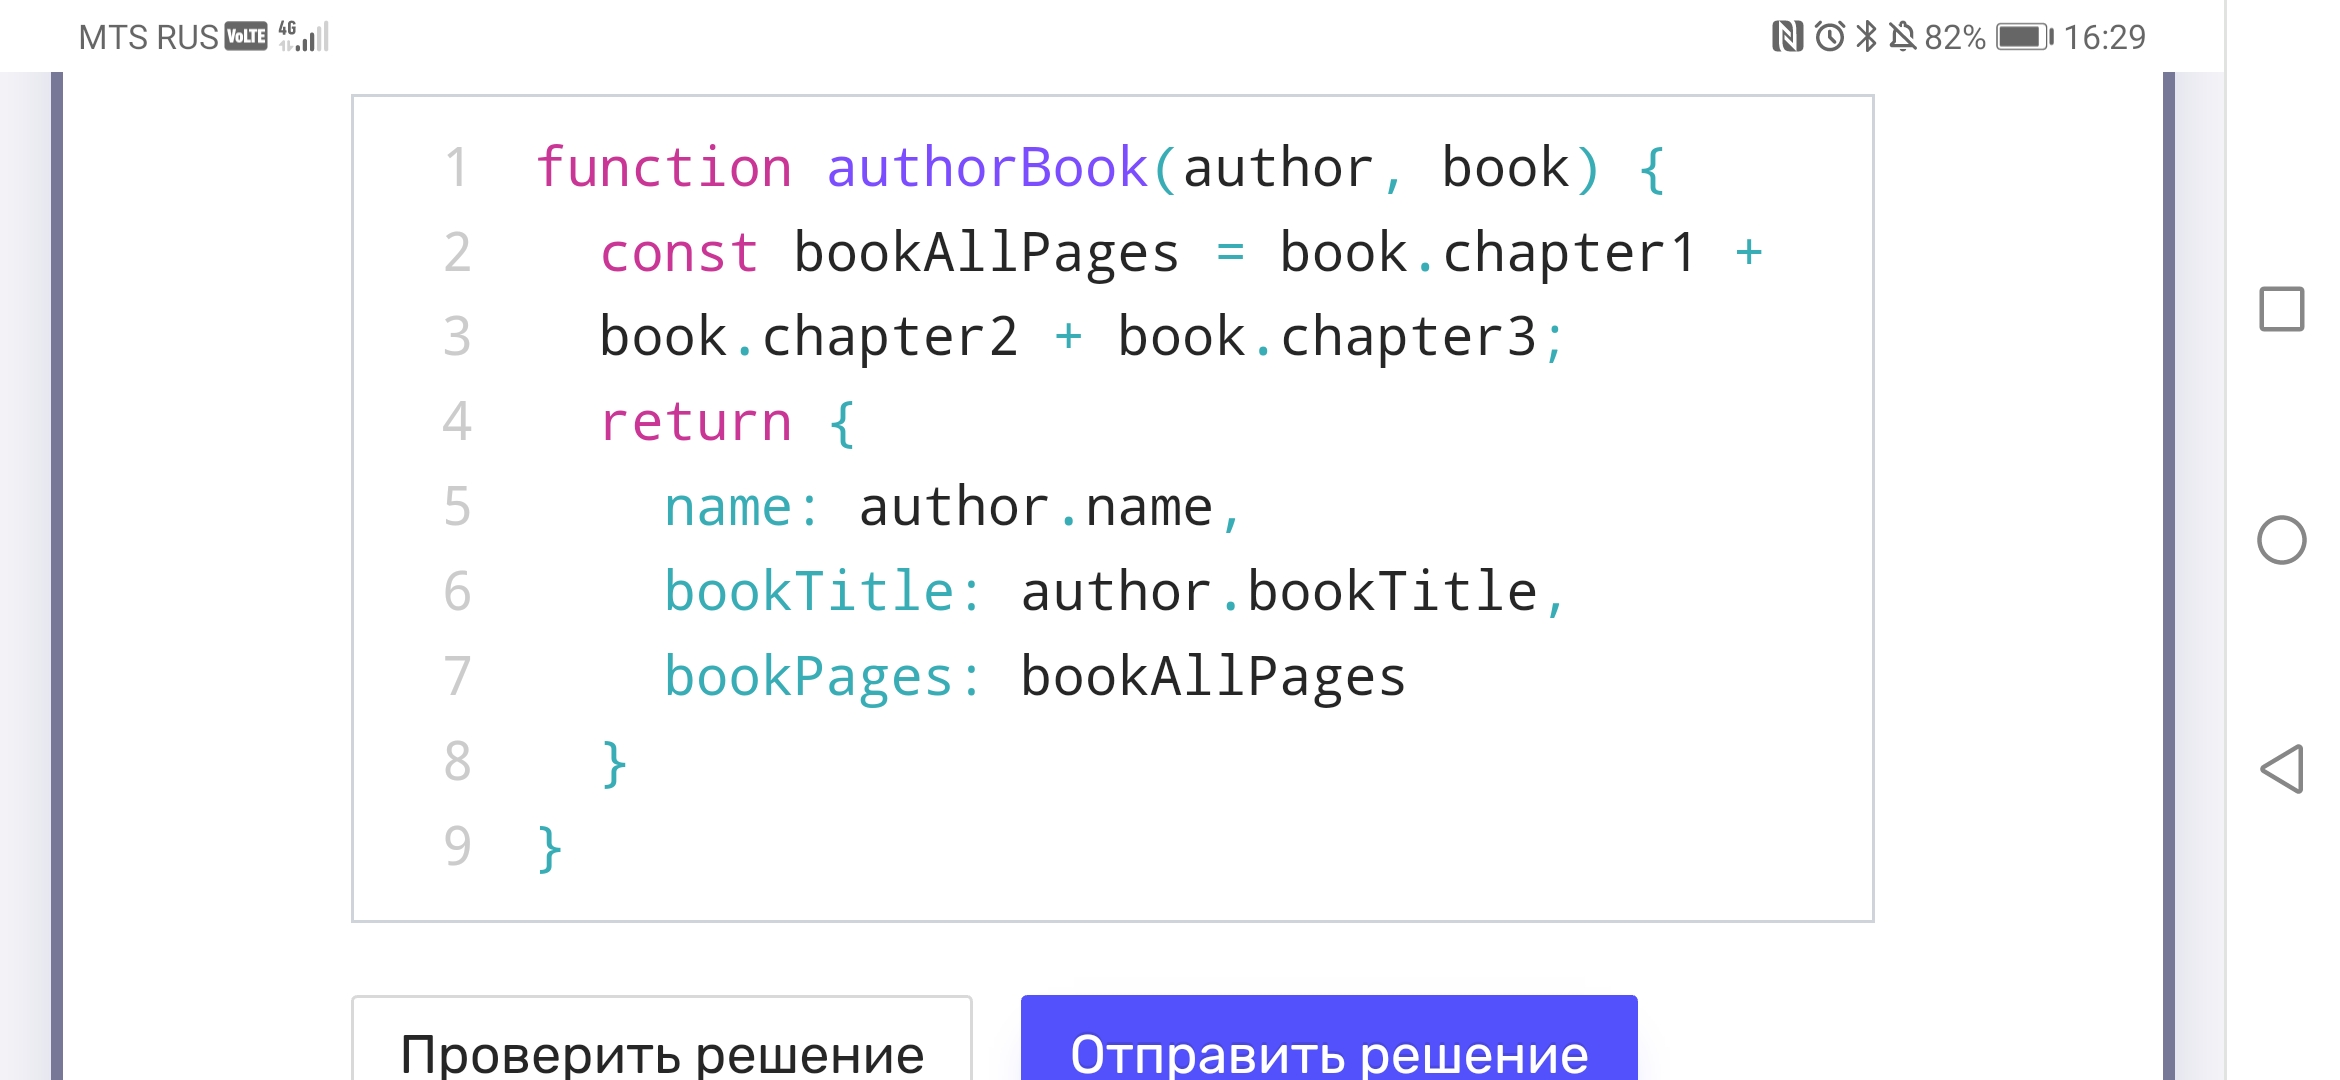 MTS RUS VoLTE 4G 82% 16:29
1 function authorBook(author, book) {
2 const bookAllPages = book.chapter1 +
3 book.chapter2 + book.chapter3;
4 return {
5 name: author.name,
6 bookTitle: author.bookTitle,
7 bookPages: bookAllPages
8 }
9 }
Проверить решение Отправить решение